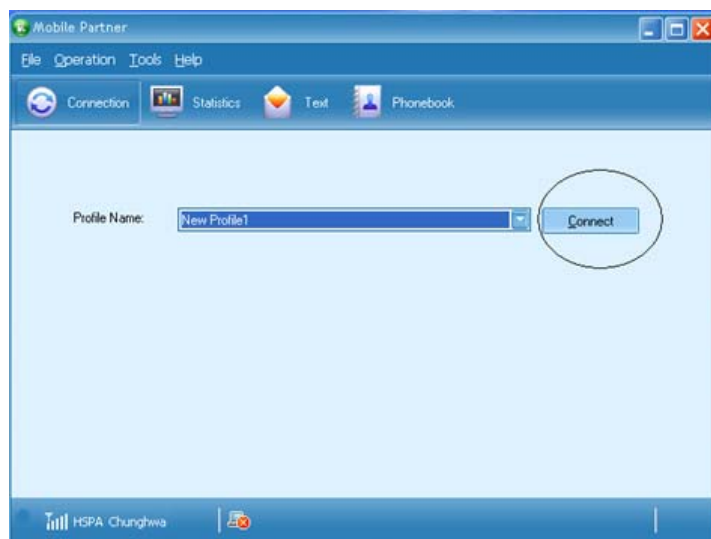 Mobile Partner
File Operation Tools Help
Connection Statistics Text Phonebook
Profile Name: New Profile1 Connect
HSPA Chunghwa